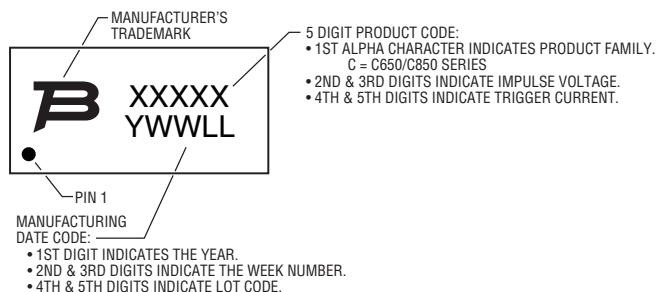 MANUFACTURER'S
TRADEMARK
5 DIGIT PRODUCT CODE:
• 1ST ALPHA CHARACTER INDICATES PRODUCT FAMILY.
C = C650/C850 SERIES
• 2ND & 3RD DIGITS INDICATE IMPULSE VOLTAGE.
• 4TH & 5TH DIGITS INDICATE TRIGGER CURRENT.
B
XXXXX
YWWLL
PIN 1
MANUFACTURING
DATE CODE:
• 1ST DIGIT INDICATES THE YEAR.
• 2ND & 3RD DIGITS INDICATE THE WEEK NUMBER.
• 4TH & 5TH DIGITS INDICATE LOT CODE.